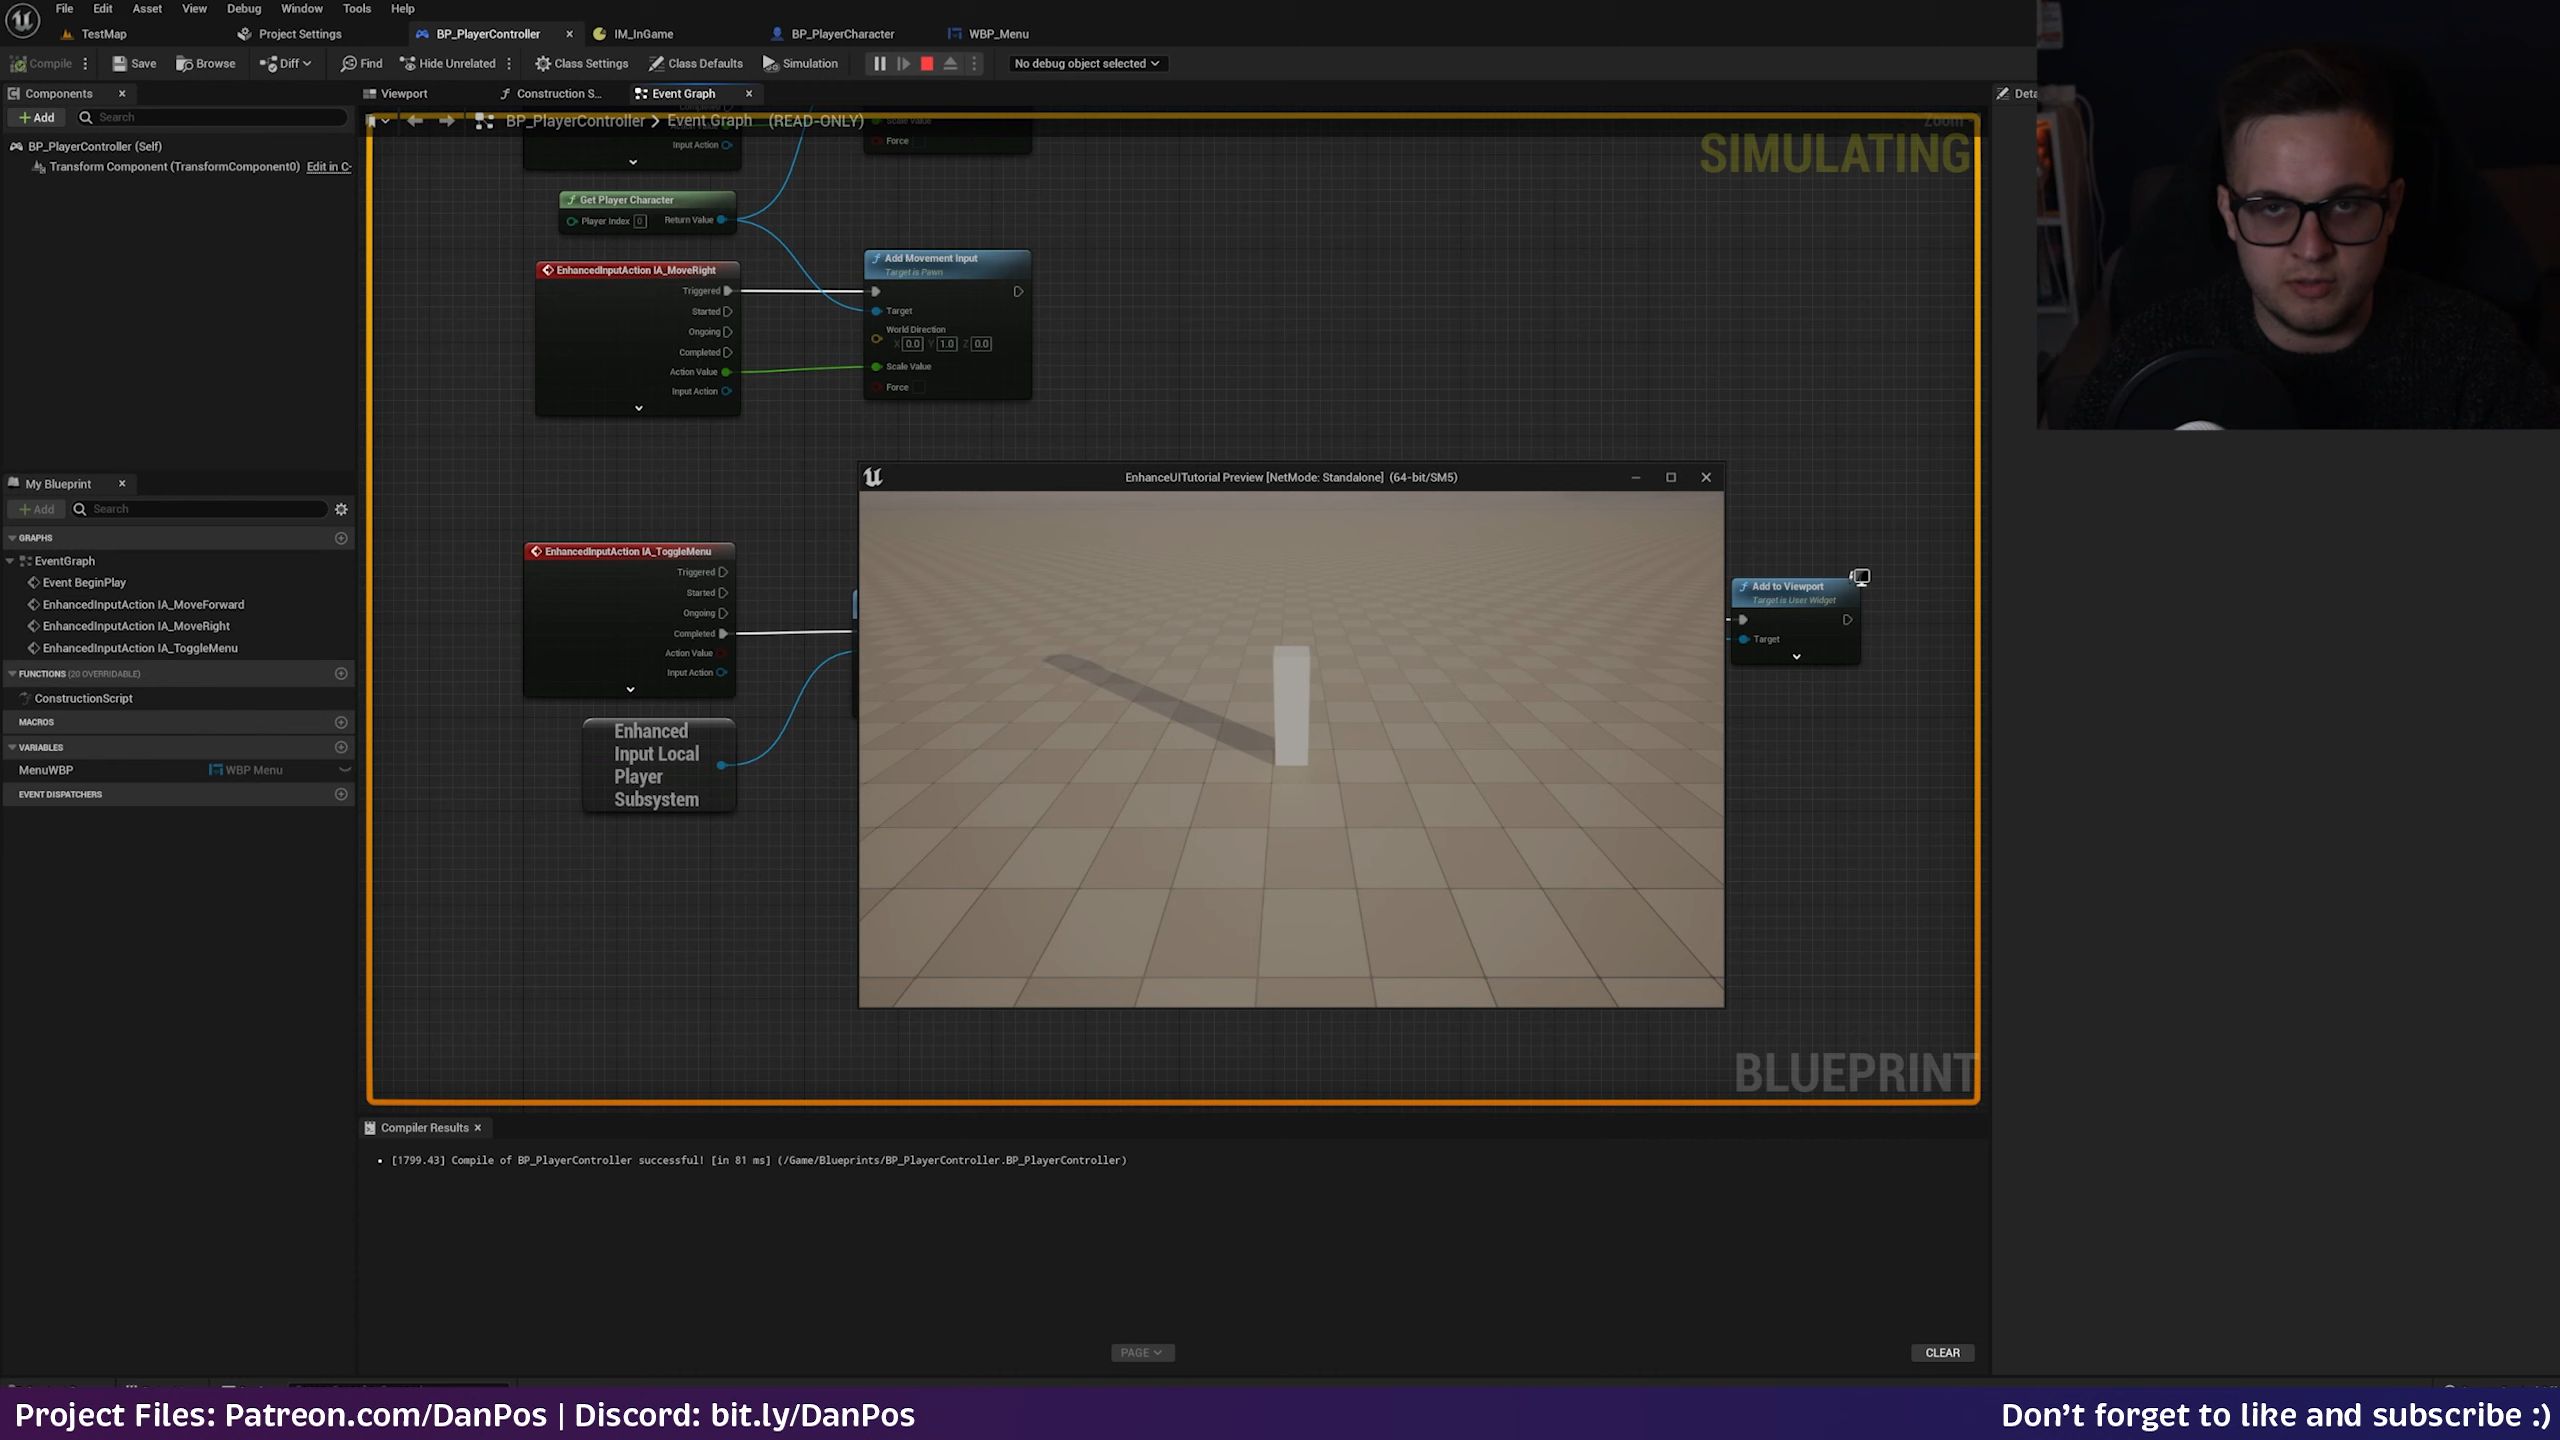 File Edit Asset View Debug Window Tools Help
TestMap Project Settings BP_PlayerController IM_InGame BP_PlayerCharacter WBP_Menu
Compile Save Browse Diff Find Hide Unrelated Class Settings Class Defaults Simulation No debug object selected
Components Viewport Construction S... Event Graph Deta
+ Add Search
BP_PlayerController > Event Graph (READ-ONLY) Zoom
BP_PlayerController (Self)
Transform Component (TransformComponent0) Edit in C-
SIMULATING
Scale Value
Force
Input Action
Get Player Character
Player Index 0 Return Value
EnhancedInputAction IA_MoveRight
Triggered
Started
Ongoing
Completed
Action Value
Input Action
Add Movement Input
Target is Pawn
Target
World Direction
X 0.0 Y 1.0 Z 0.0
Scale Value
Force
My Blueprint
+ Add Search
GRAPHS
EventGraph
Event BeginPlay
EnhancedInputAction IA_MoveForward
EnhancedInputAction IA_MoveRight
EnhancedInputAction IA_ToggleMenu
FUNCTIONS (20 OVERRIDABLE)
ConstructionScript
MACROS
VARIABLES
MenuWBP WBP Menu
EVENT DISPATCHERS
EnhancedInputAction IA_ToggleMenu
Triggered
Started
Ongoing
Completed
Action Value
Input Action
Enhanced
Input Local
Player
Subsystem
EnhanceUITutorial Preview [NetMode: Standalone] (64-bit/SM5)
Add to Viewport
Target is User Widget
Target
BLUEPRINT
Compiler Results
[1799.43] Compile of BP_PlayerController successful! [in 81 ms] (/Game/Blueprints/BP_PlayerController.BP_PlayerController)
PAGE CLEAR
Project Files: Patreon.com/DanPos | Discord: bit.ly/DanPos Don't forget to like and subscribe :)